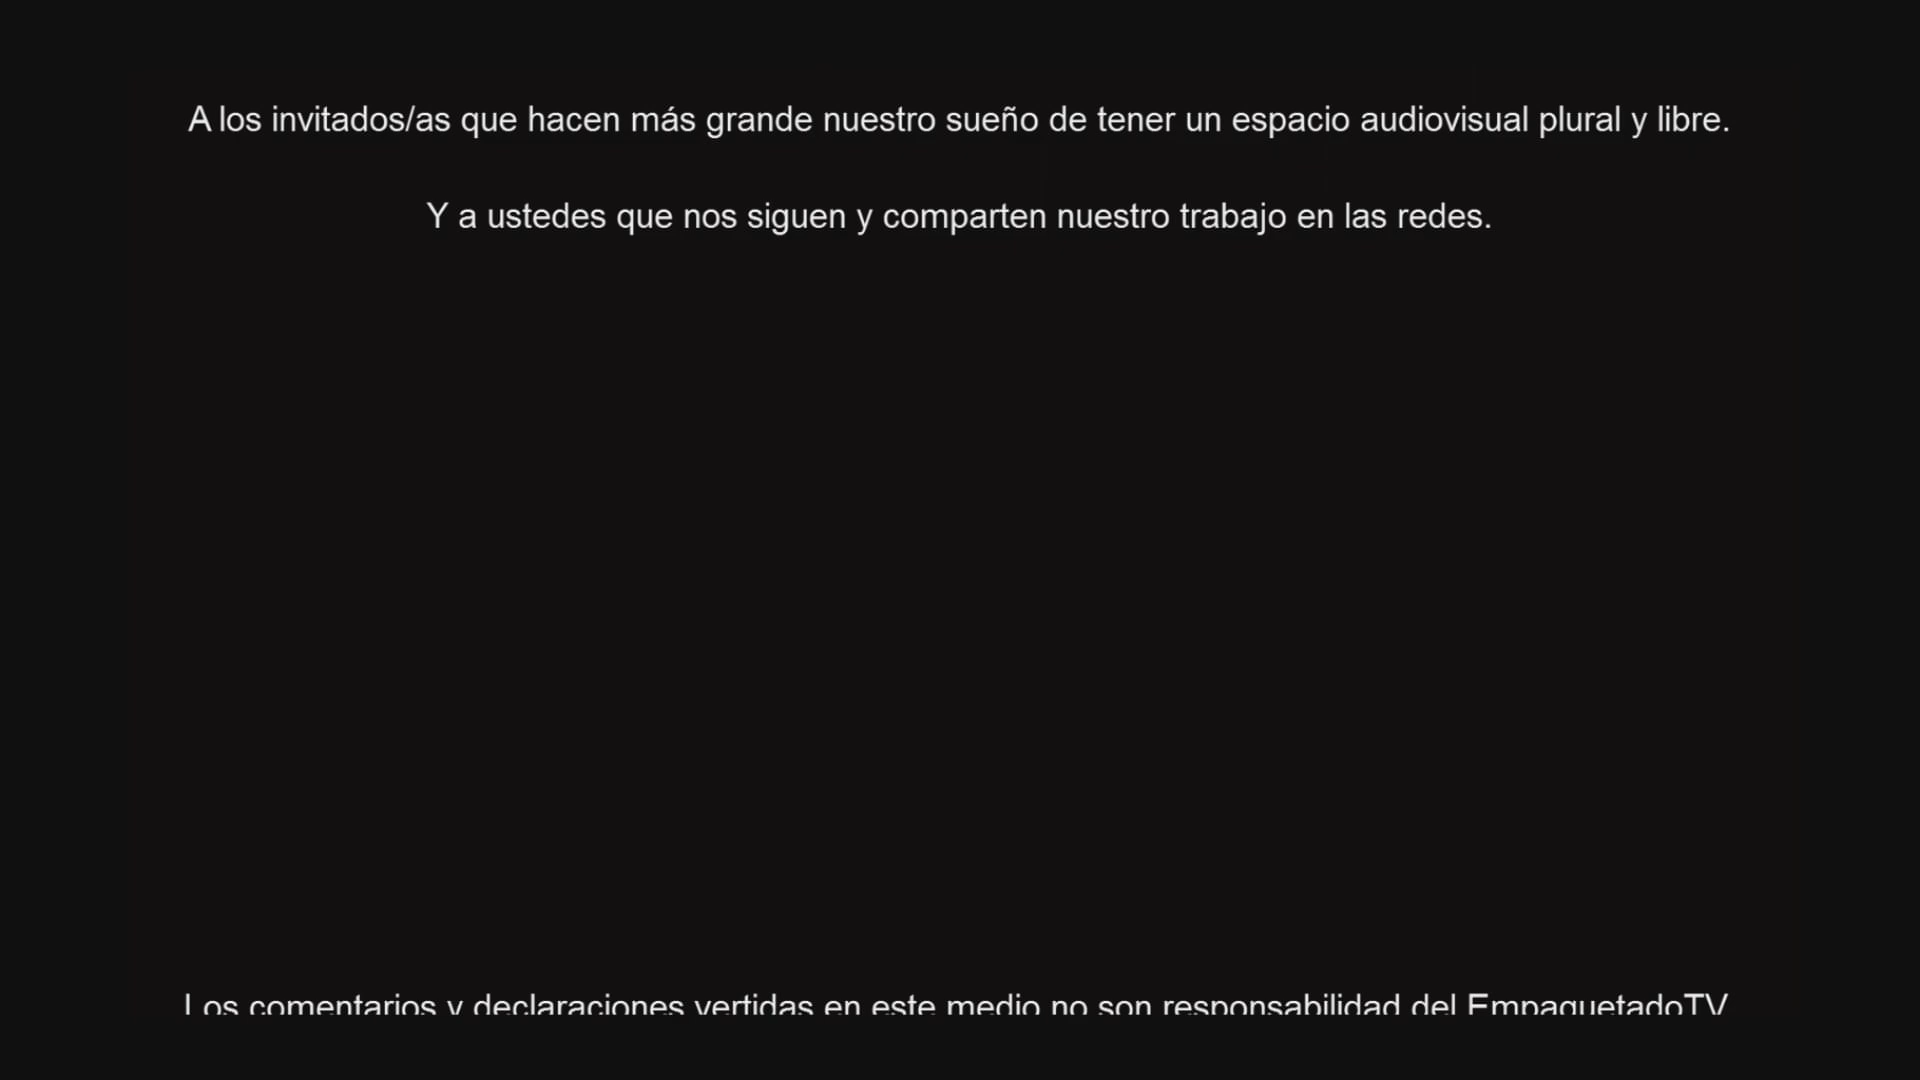 A los invitados/as que hacen más grande nuestro sueño de tener un espacio audiovisual plural y libre.
Y a ustedes que nos siguen y comparten nuestro trabajo en las redes.
Los comentarios y declaraciones vertidas en este medio no son responsabilidad del EmpaquetadoTV